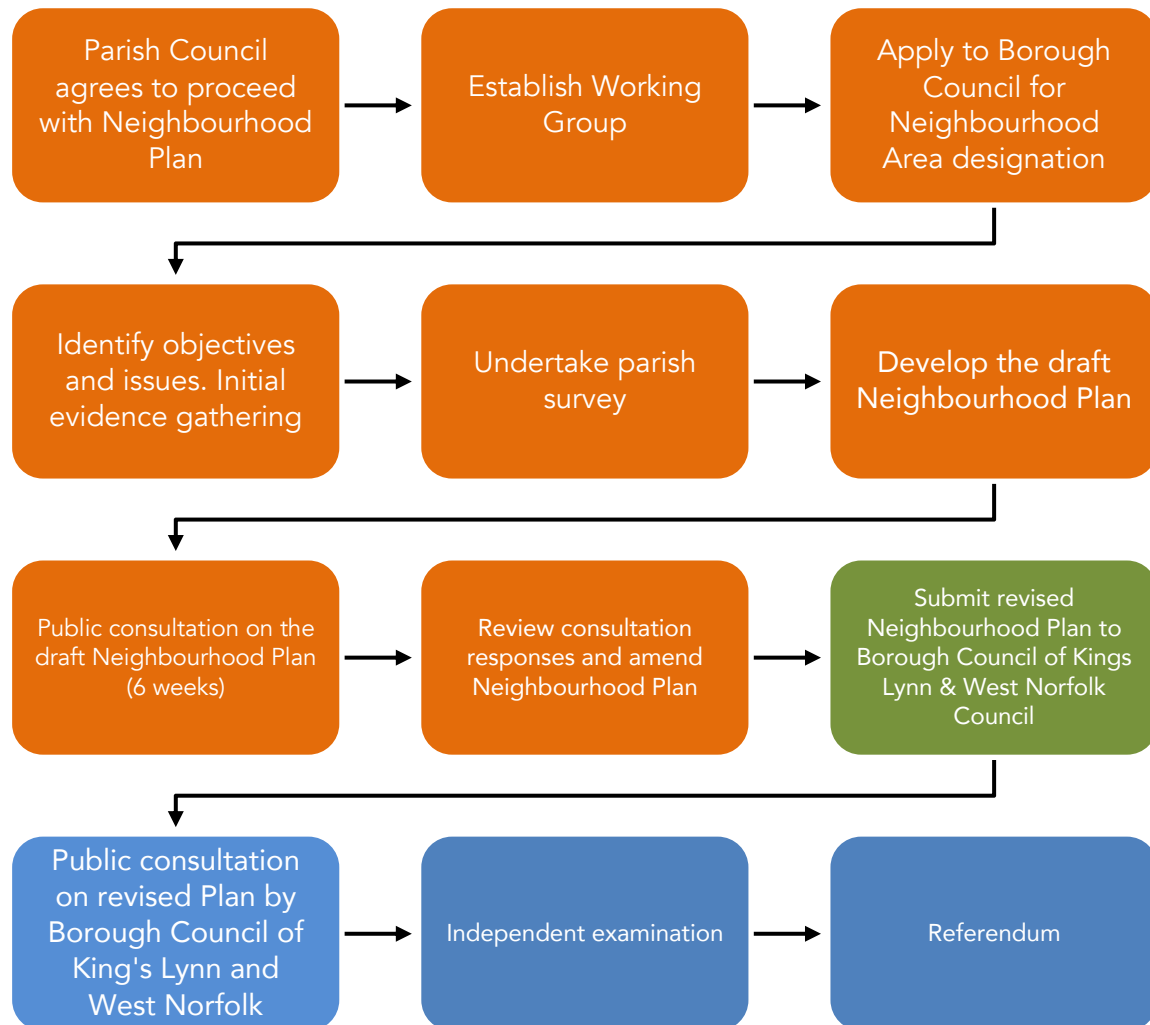 Parish Council
agrees to proceed
with Neighbourhood
Plan
Establish Working
Group
Apply to Borough
Council for
Neighbourhood
Area designation
Identify objectives
and issues. Initial
evidence gathering
Undertake parish
survey
Develop the draft
Neighbourhood Plan
Public consultation on the
draft Neighbourhood Plan
(6 weeks)
Review consultation
responses and amend
Neighbourhood Plan
Submit revised
Neighbourhood Plan to
Borough Council of Kings
Lynn & West Norfolk
Council
Public consultation
on revised Plan by
Borough Council of
King's Lynn and
West Norfolk
Independent examination
Referendum